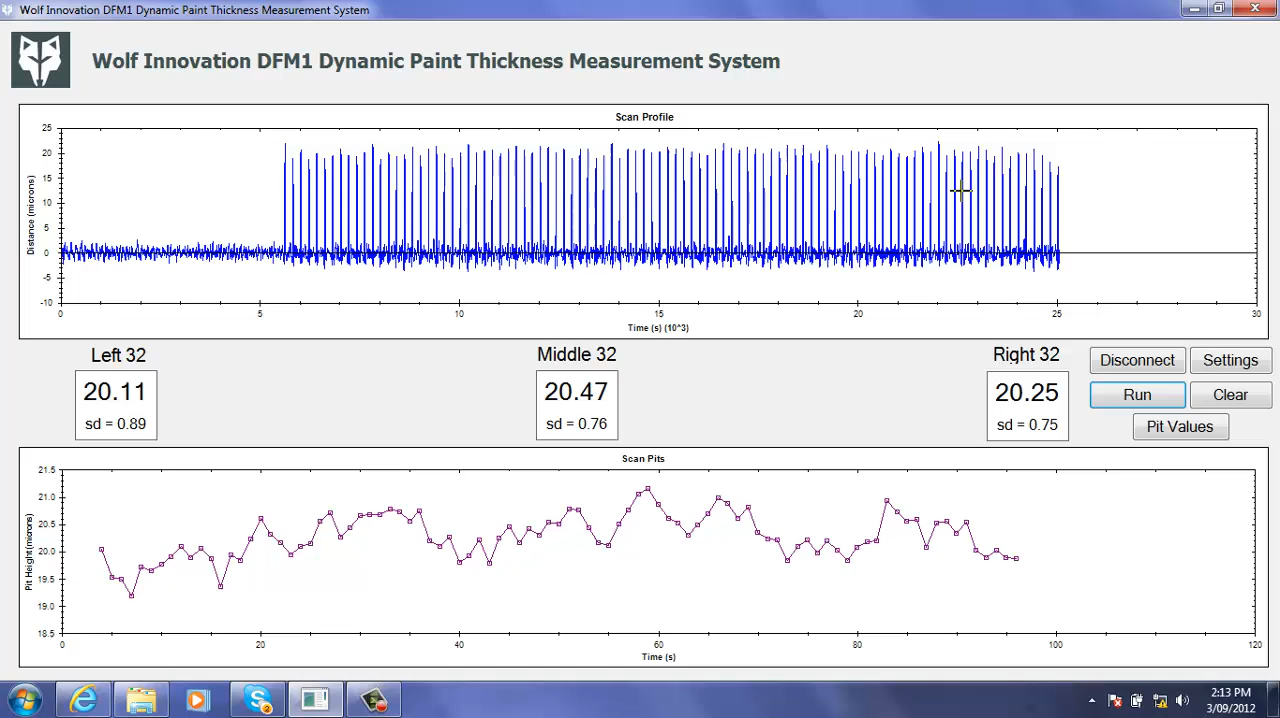 Wolf Innovation DFM1 Dynamic Paint Thickness Measurement System
Wolf Innovation DFM1 Dynamic Paint Thickness Measurement System
Scan Profile
Distance (microns)
25
20
15
10
5
0
-5
-10
0 5 10 15 20 25 30
Time (s) (10^3)
Left 32
20.11
sd = 0.89
Middle 32
20.47
sd = 0.76
Right 32
20.25
sd = 0.75
Disconnect Settings
Run Clear
Pit Values
Scan Pits
Pit Height(microns)
21.5
21.0
20.5
20.0
19.5
19.0
18.5
0 20 40 60 80 100 120
Time (s)
2
2:13 PM
3/09/2012